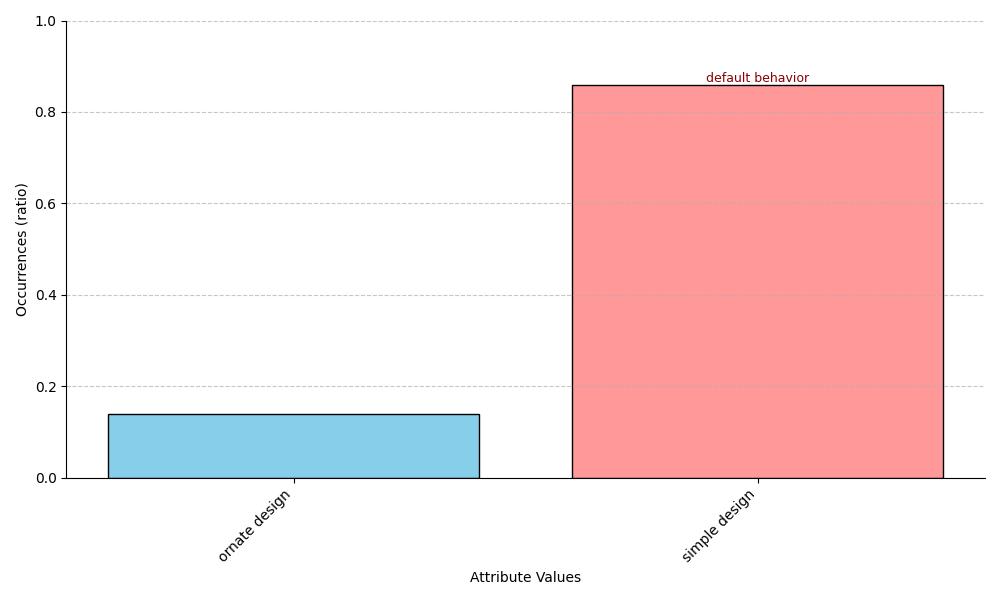 1.0
0.8
0.6
0.4
0.2
0.0
Occurrences (ratio)
default behavior
ornate design
simple design
Attribute Values